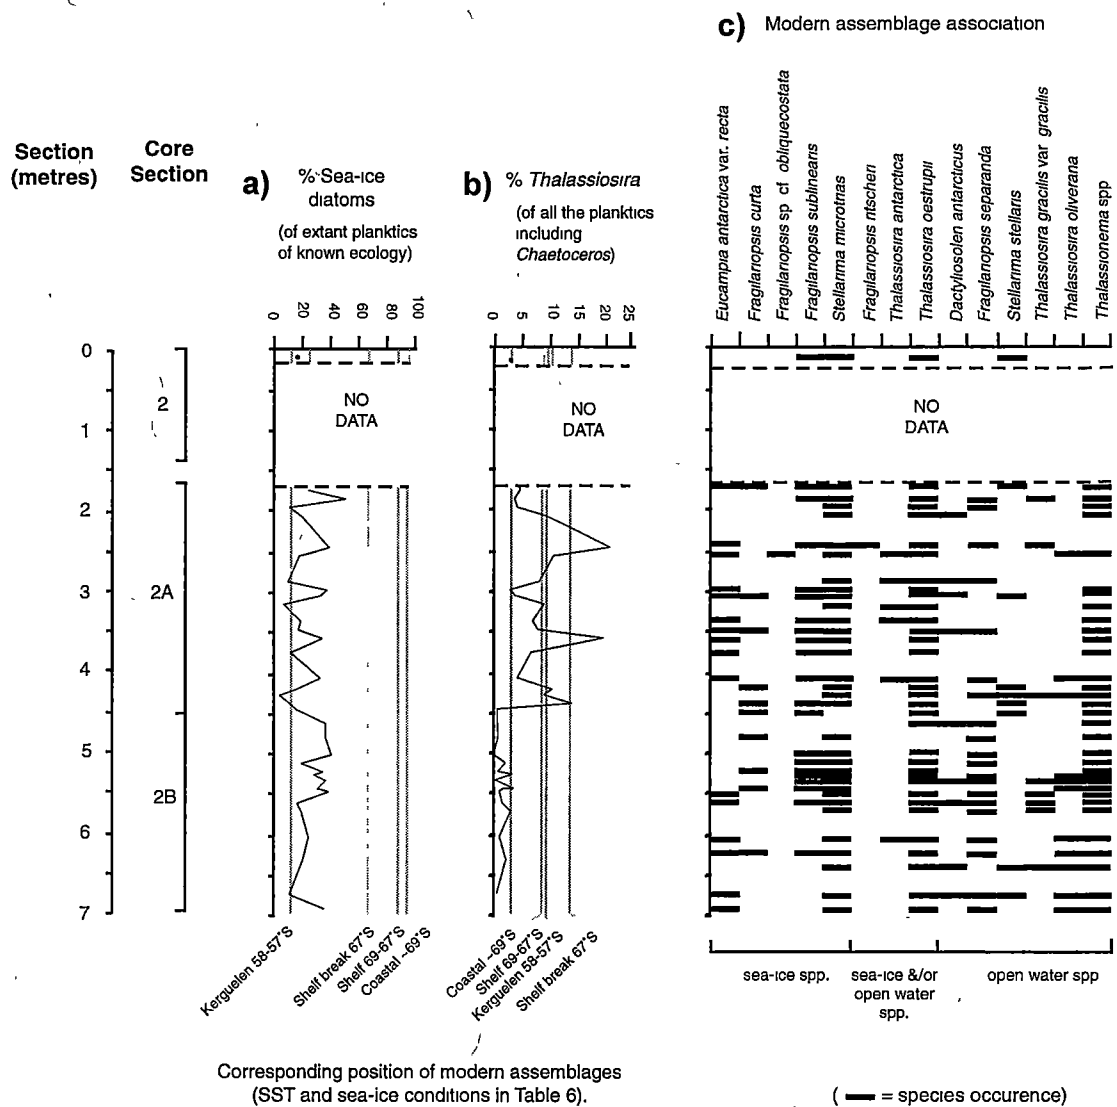 c) Modern assemblage association
Eucampia antarctica var. recta
Fragilariopsis curta
Fragilariopsis sp cf obliquecostata
Fragilariopsis sublinearis
Stellarima microtrias
Fragilariopsis ritscheri
Thalassiosira antarctica
Thalassiosira oestrupii
Dactyliosolen antarcticus
Fragilariopsis separanda
Stellarima stellaris
Thalassiosira gracilis var gracilis
Thalassiosira oliverana
Thalassionema spp
Section
(metres)
Core
Section
a) % Sea-ice
diatoms
(of extant planktics
of known ecology)
b) % Thalassiosira
(of all the planktics
including
Chaetoceros)
0 20 40 60 80 100
0 5 10 15 20 25
0
1
2
3
4
5
6
7
2
2A
2B
NO
DATA
NO
DATA
NO
DATA
Kerguelen 58-57°S
Shelf break 67°S
Shelf 69-67°S
Coastal ~69°S
Coastal ~69°S
Shelf 69-67°S
Kerguelen 58-57°S
Shelf break 67°S
sea-ice spp.
sea-ice &/or
open water
spp.
open water spp
Corresponding position of modern assemblages
(SST and sea-ice conditions in Table 6).
( = species occurence)